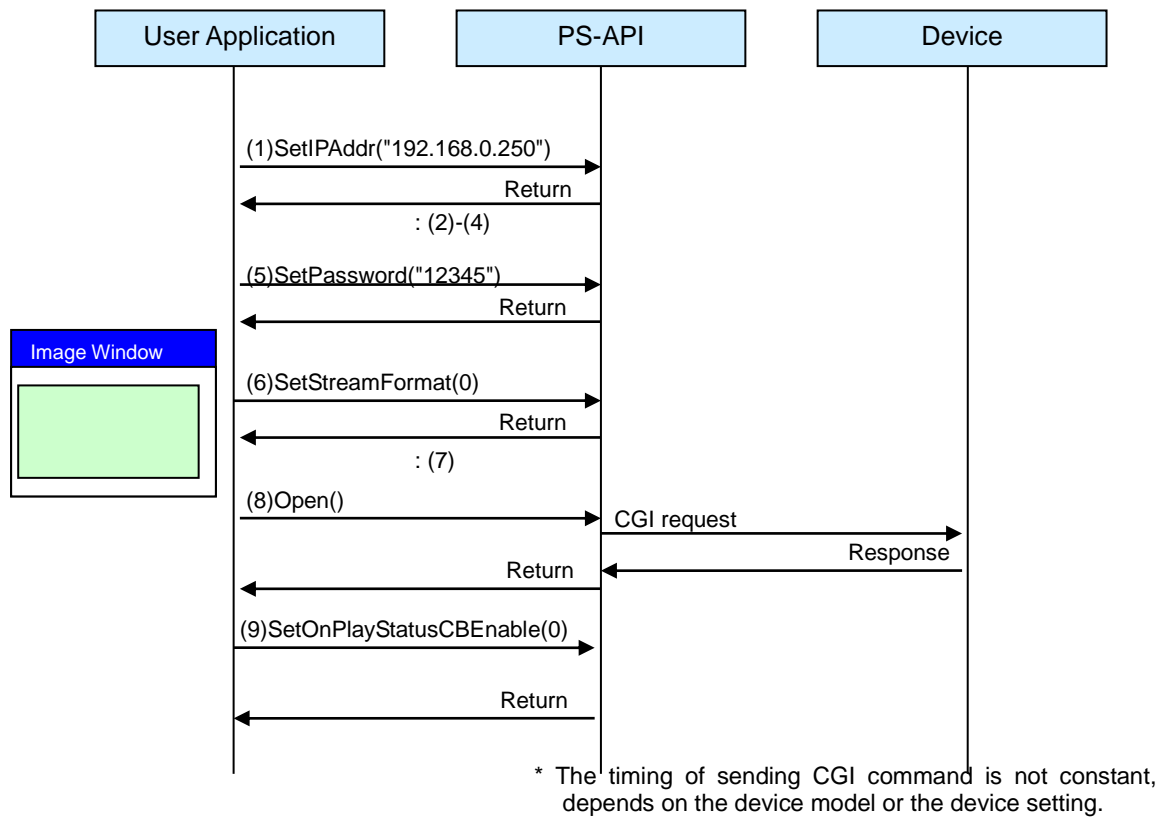 User Application
PS-API
Device
(1)SetIPAddr("192.168.0.250")
Return
: (2)-(4)
(5)SetPassword("12345")
Return
Image Window
(6)SetStreamFormat(0)
Return
: (7)
(8)Open()
CGI request
Response
Return
(9)SetOnPlayStatusCBEnable(0)
Return
* The timing of sending CGI command is not constant,
depends on the device model or the device setting.